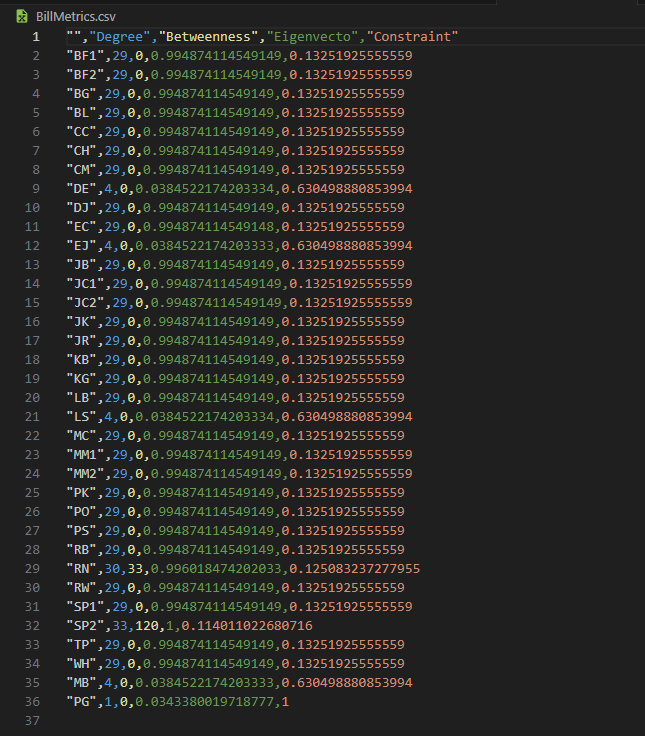 BillMetrics.csv
1 "","Degree","Betweenness","Eigenvecto","Constraint"
2 "BF1",29,0,0.994874114549149,0.13251925555559
3 "BF2",29,0,0.994874114549149,0.13251925555559
4 "BG",29,0,0.994874114549149,0.13251925555559
5 "BL",29,0,0.994874114549149,0.13251925555559
6 "CC",29,0,0.994874114549149,0.13251925555559
7 "CH",29,0,0.994874114549149,0.13251925555559
8 "CM",29,0,0.994874114549149,0.13251925555559
9 "DE",4,0,0.0384522174203334,0.630498880853994
10 "DJ",29,0,0.994874114549149,0.13251925555559
11 "EC",29,0,0.994874114549148,0.13251925555559
12 "EJ",4,0,0.0384522174203333,0.630498880853994
13 "JB",29,0,0.994874114549149,0.13251925555559
14 "JC1",29,0,0.994874114549149,0.13251925555559
15 "JC2",29,0,0.994874114549149,0.13251925555559
16 "JK",29,0,0.994874114549149,0.13251925555559
17 "JR",29,0,0.994874114549149,0.13251925555559
18 "KB",29,0,0.994874114549149,0.13251925555559
19 "KG",29,0,0.994874114549149,0.13251925555559
20 "LB",29,0,0.994874114549149,0.13251925555559
21 "LS",4,0,0.0384522174203334,0.630498880853994
22 "MC",29,0,0.994874114549149,0.13251925555559
23 "MM1",29,0,0.994874114549149,0.13251925555559
24 "MM2",29,0,0.994874114549149,0.13251925555559
25 "PK",29,0,0.994874114549149,0.13251925555559
26 "PO",29,0,0.994874114549149,0.13251925555559
27 "PS",29,0,0.994874114549149,0.13251925555559
28 "RB",29,0,0.994874114549149,0.13251925555559
29 "RN",30,33,0.996018474202033,0.125083237277955
30 "RW",29,0,0.994874114549149,0.13251925555559
31 "SP1",29,0,0.994874114549149,0.13251925555559
32 "SP2",33,120,1,0.114011022680716
33 "TP",29,0,0.994874114549149,0.13251925555559
34 "WH",29,0,0.994874114549149,0.13251925555559
35 "MB",4,0,0.0384522174203333,0.630498880853994
36 "PG",1,0,0.0343380019718777,1
37